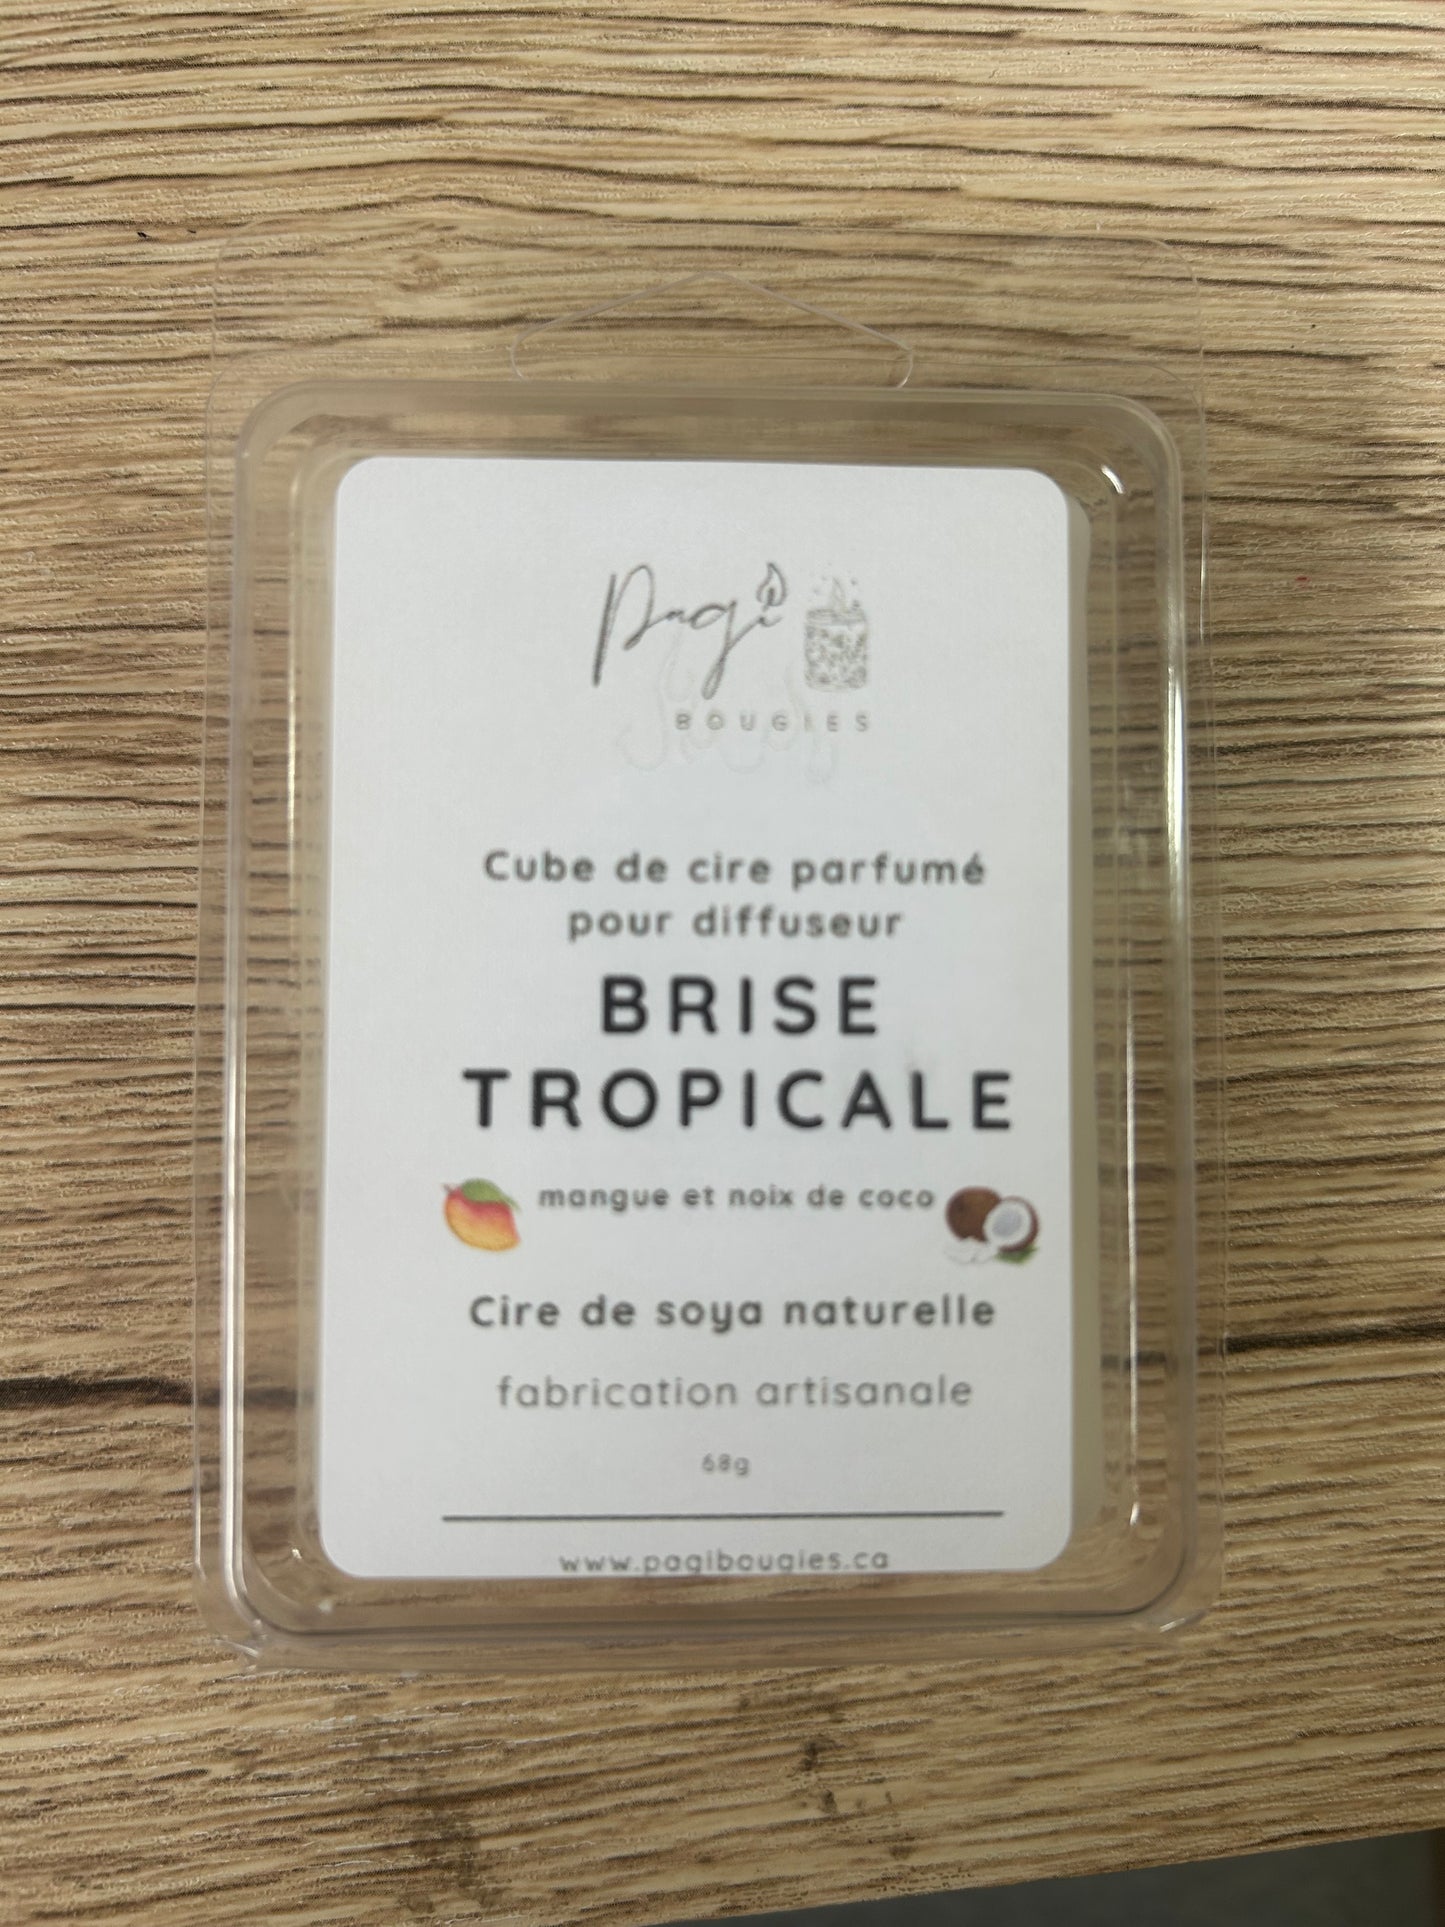 Pagi
BOUGIES
Cube de cire parfumé
pour diffuseur
BRISE
TROPICALE
mangue et noix de coco
Cire de soya naturelle
fabrication artisanale
68g
www.pagibougies.ca